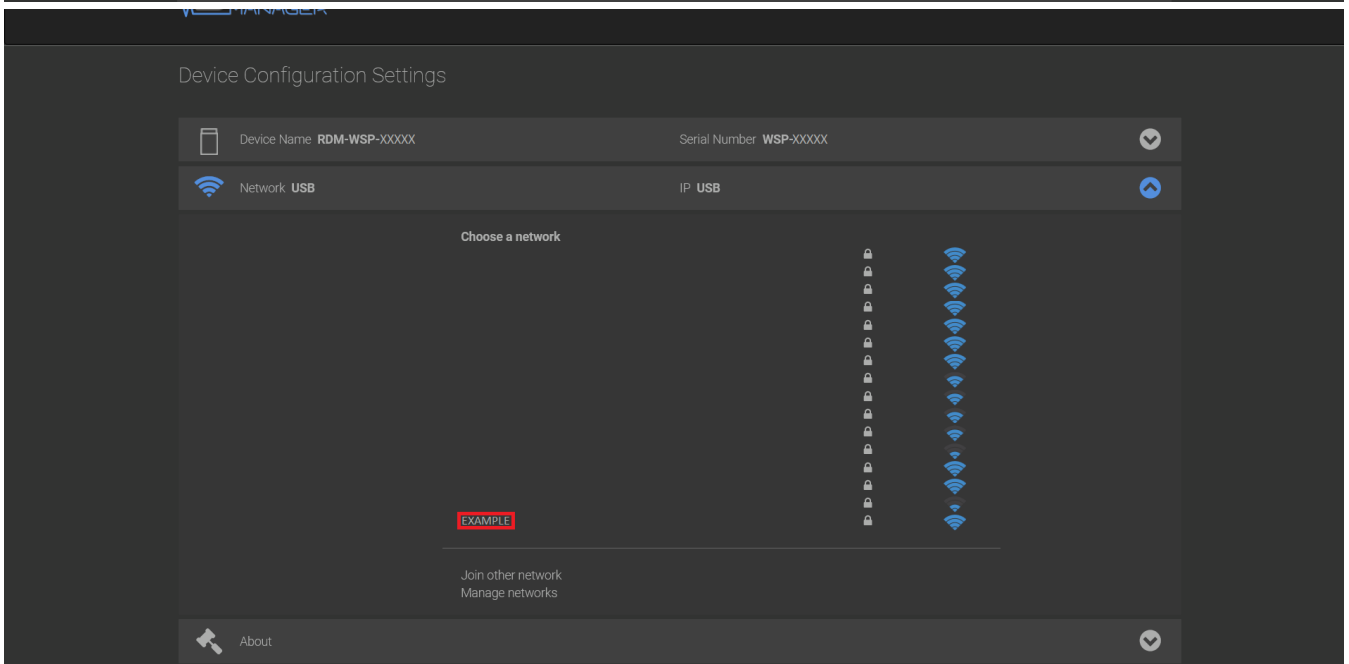 MANAGER
Device Configuration Settings
Device Name RDM-WSP-XXXXX Serial Number WSP-XXXXX
Network USB IP USB
Choose a network
EXAMPLE
Join other network
Manage networks
About